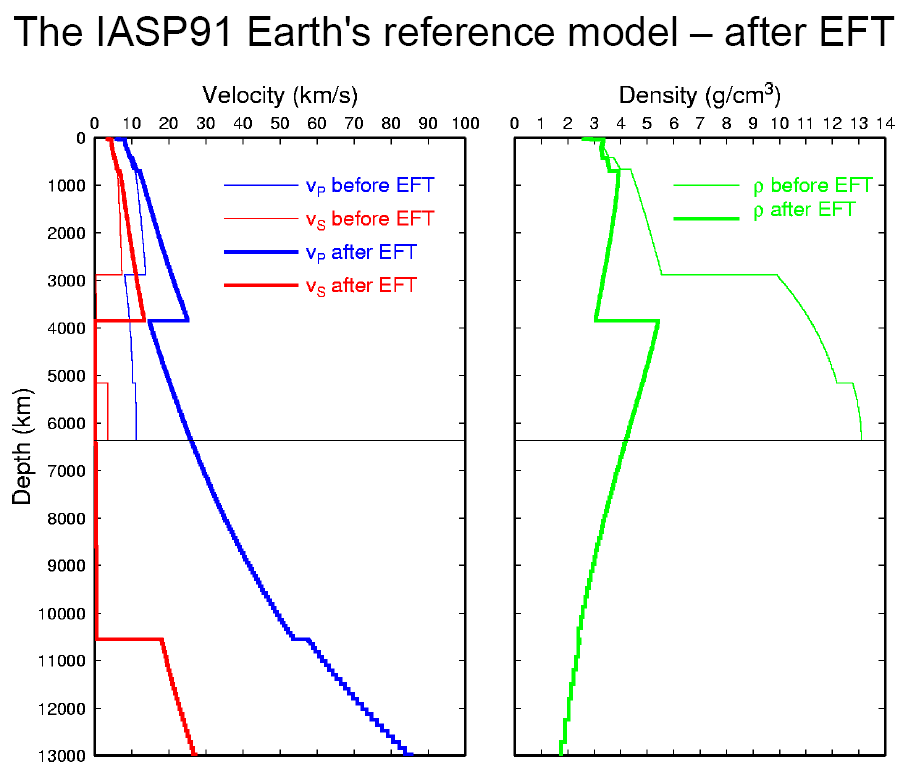 The IASP91 Earth's reference model – after EFT
Velocity (km/s)
0 10 20 30 40 50 60 70 80 90 100
Depth (km)
0
1000
2000
3000
4000
5000
6000
7000
8000
9000
10000
11000
12000
13000
vP before EFT
vS before EFT
vP after EFT
vS after EFT
Density (g/cm³)
0 1 2 3 4 5 6 7 8 9 10 11 12 13 14
ρ before EFT
ρ after EFT